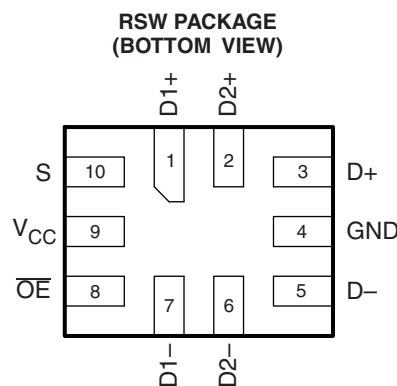 RSW PACKAGE
(BOTTOM VIEW)
D1+ D2+
S 10 1 2 3 D+
VCC 9 4 GND
OE 8 7 6 5 D–
D1– D2–